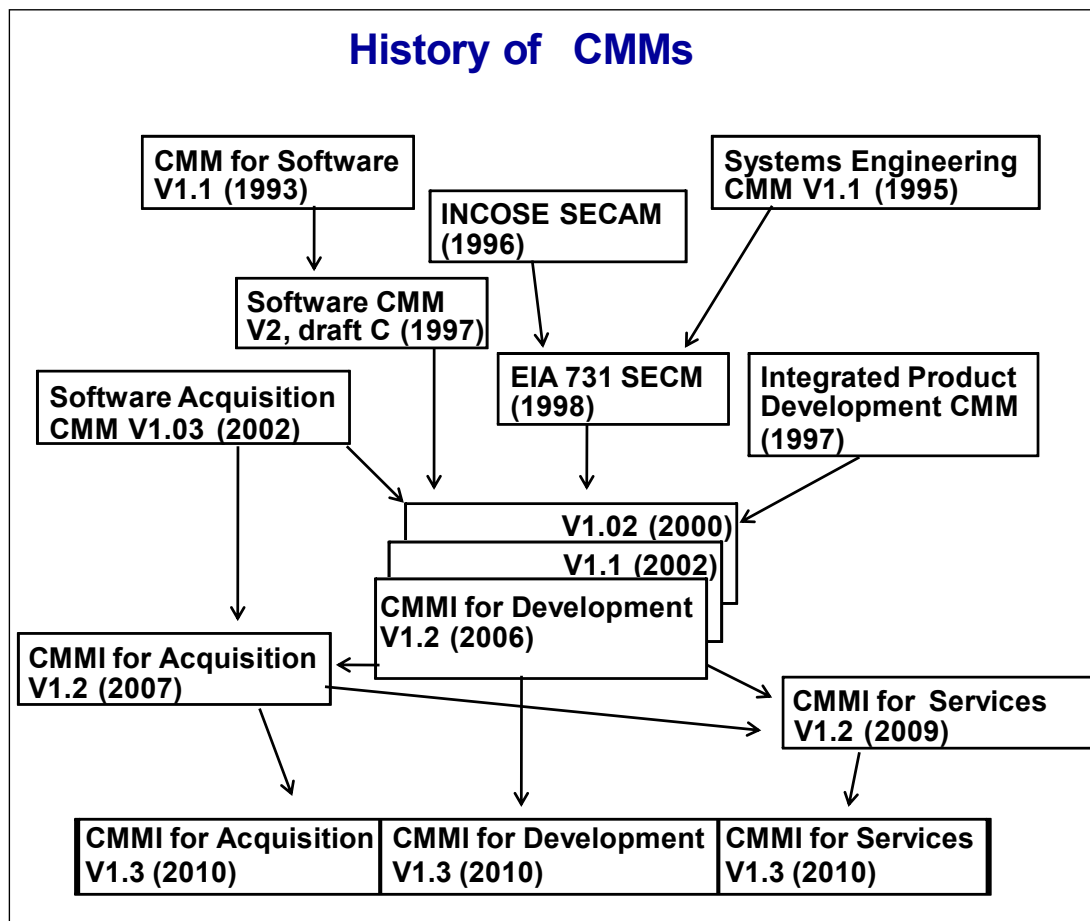 History of CMMs
CMM for Software
V1.1 (1993)
Systems Engineering
CMM V1.1 (1995)
INCOSE SECAM
(1996)
Software CMM
V2, draft C (1997)
EIA 731 SECM
(1998)
Integrated Product
Development CMM
(1997)
Software Acquisition
CMM V1.03 (2002)
V1.02 (2000)
V1.1 (2002)
CMMI for Development
V1.2 (2006)
CMMI for Acquisition
V1.2 (2007)
CMMI for Services
V1.2 (2009)
CMMI for Acquisition
V1.3 (2010)
CMMI for Development
V1.3 (2010)
CMMI for Services
V1.3 (2010)